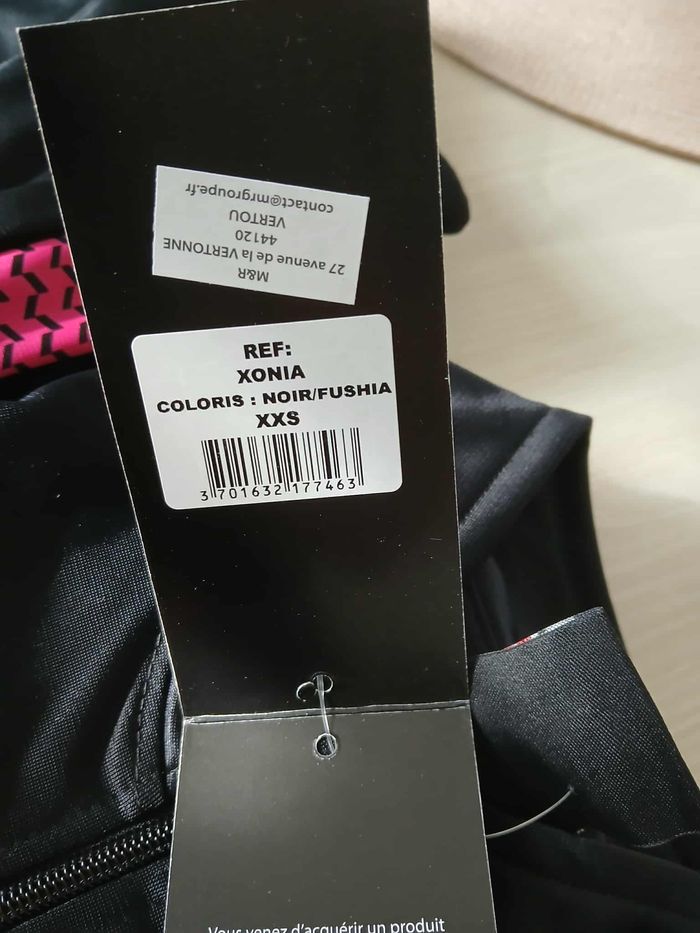 M&R
27 avenue de la VERTONNE
44120
VERTOU
contact@mrgroupe.fr
REF:
XONIA
COLORIS : NOIR/FUSHIA
XXS
3 701632 177463
Vous venez d'acquérir un produit